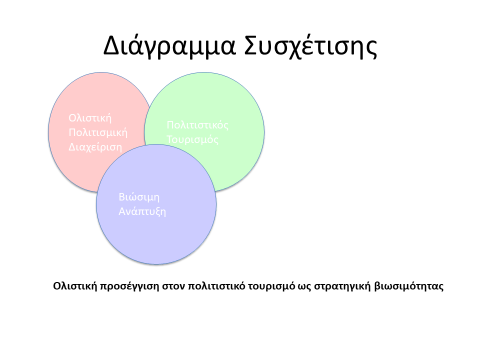 Διάγραμμα Συσχέτισης
Ολιστική
Πολιτισμική
Διαχείριση
Πολιτιστικός
Τουρισμός
Βιώσιμη
Ανάπτυξη
Ολιστική προσέγγιση στον πολιτιστικό τουρισμό ως στρατηγική βιωσιμότητας